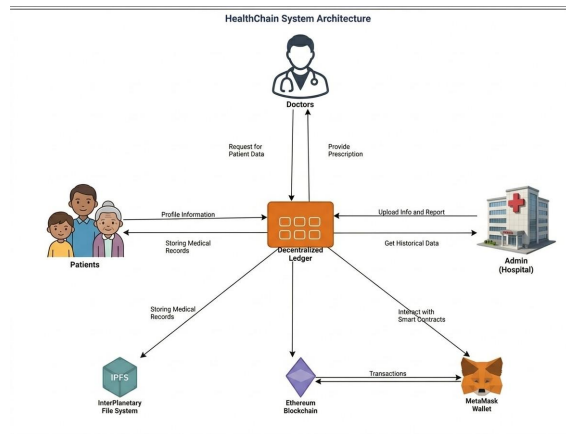 HealthChain System Architecture
Doctors
Request for
Patient Data
Provide
Prescription
Profile Information
Upload Info and Report
Storing Medical
Records
Decentralized
Ledger
Get Historical Data
Patients
Admin
(Hospital)
Storing Medical
Records
Interact with
Smart Contracts
IPFS
Transactions
InterPlanetary
File System
Ethereum
Blockchain
MetaMask
Wallet